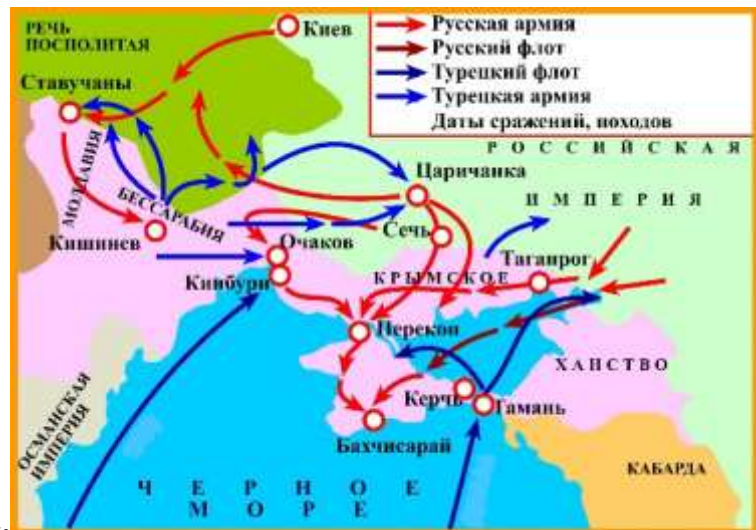 РЕЧЬ
ПОСПОЛИТАЯ
Киев
Русская армия
Русский флот
Турецкий флот
Турецкая армия
Даты сражений, походов
Ставучаны
РОССИЙСКАЯ
ИМПЕРИЯ
МОЛДАВИЯ
БЕССАРАБИЯ
Царичанка
Кишинев
Очаков
Сечь
Кинбурн
КРЫМСКОЕ
Таганрог
Перекоп
ХАНСТВО
Керчь
Тамань
ОСМАНСКАЯ
ИМПЕРИЯ
Бахчисарай
КАБАРДА
ЧЕРНОЕ
МОРЕ